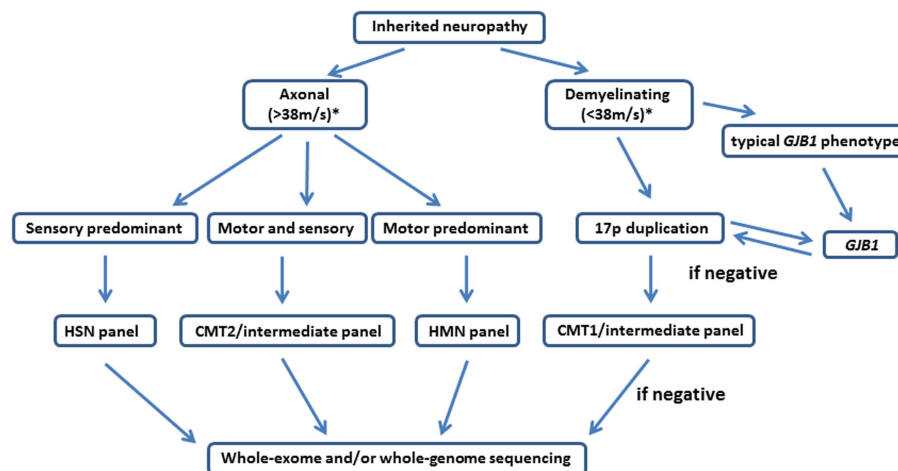 Inherited neuropathy
Axonal
(>38m/s)*
Demyelinating
(<38m/s)*
typical GJB1 phenotype
Sensory predominant
Motor and sensory
Motor predominant
17p duplication
GJB1
if negative
HSN panel
CMT2/intermediate panel
HMN panel
CMT1/intermediate panel
if negative
Whole-exome and/or whole-genome sequencing